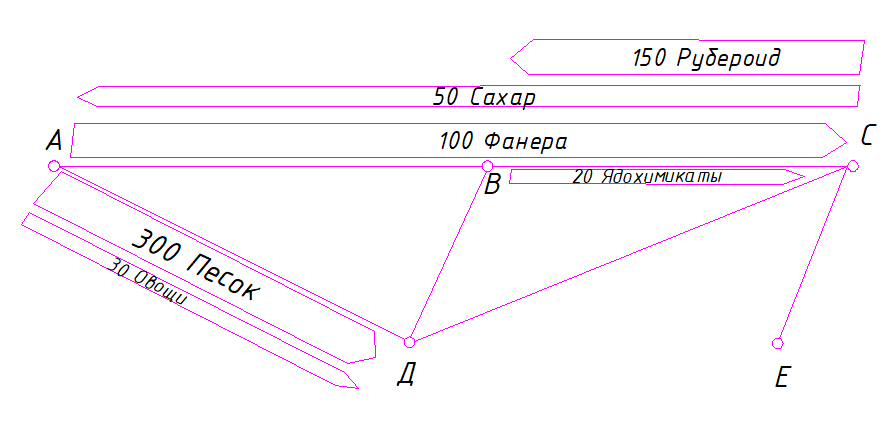 150 Рубероид
50 Сахар
А
100 Фанера
С
В
20 Ядохимикаты
300 Песок
30 Овощи
Д
Е